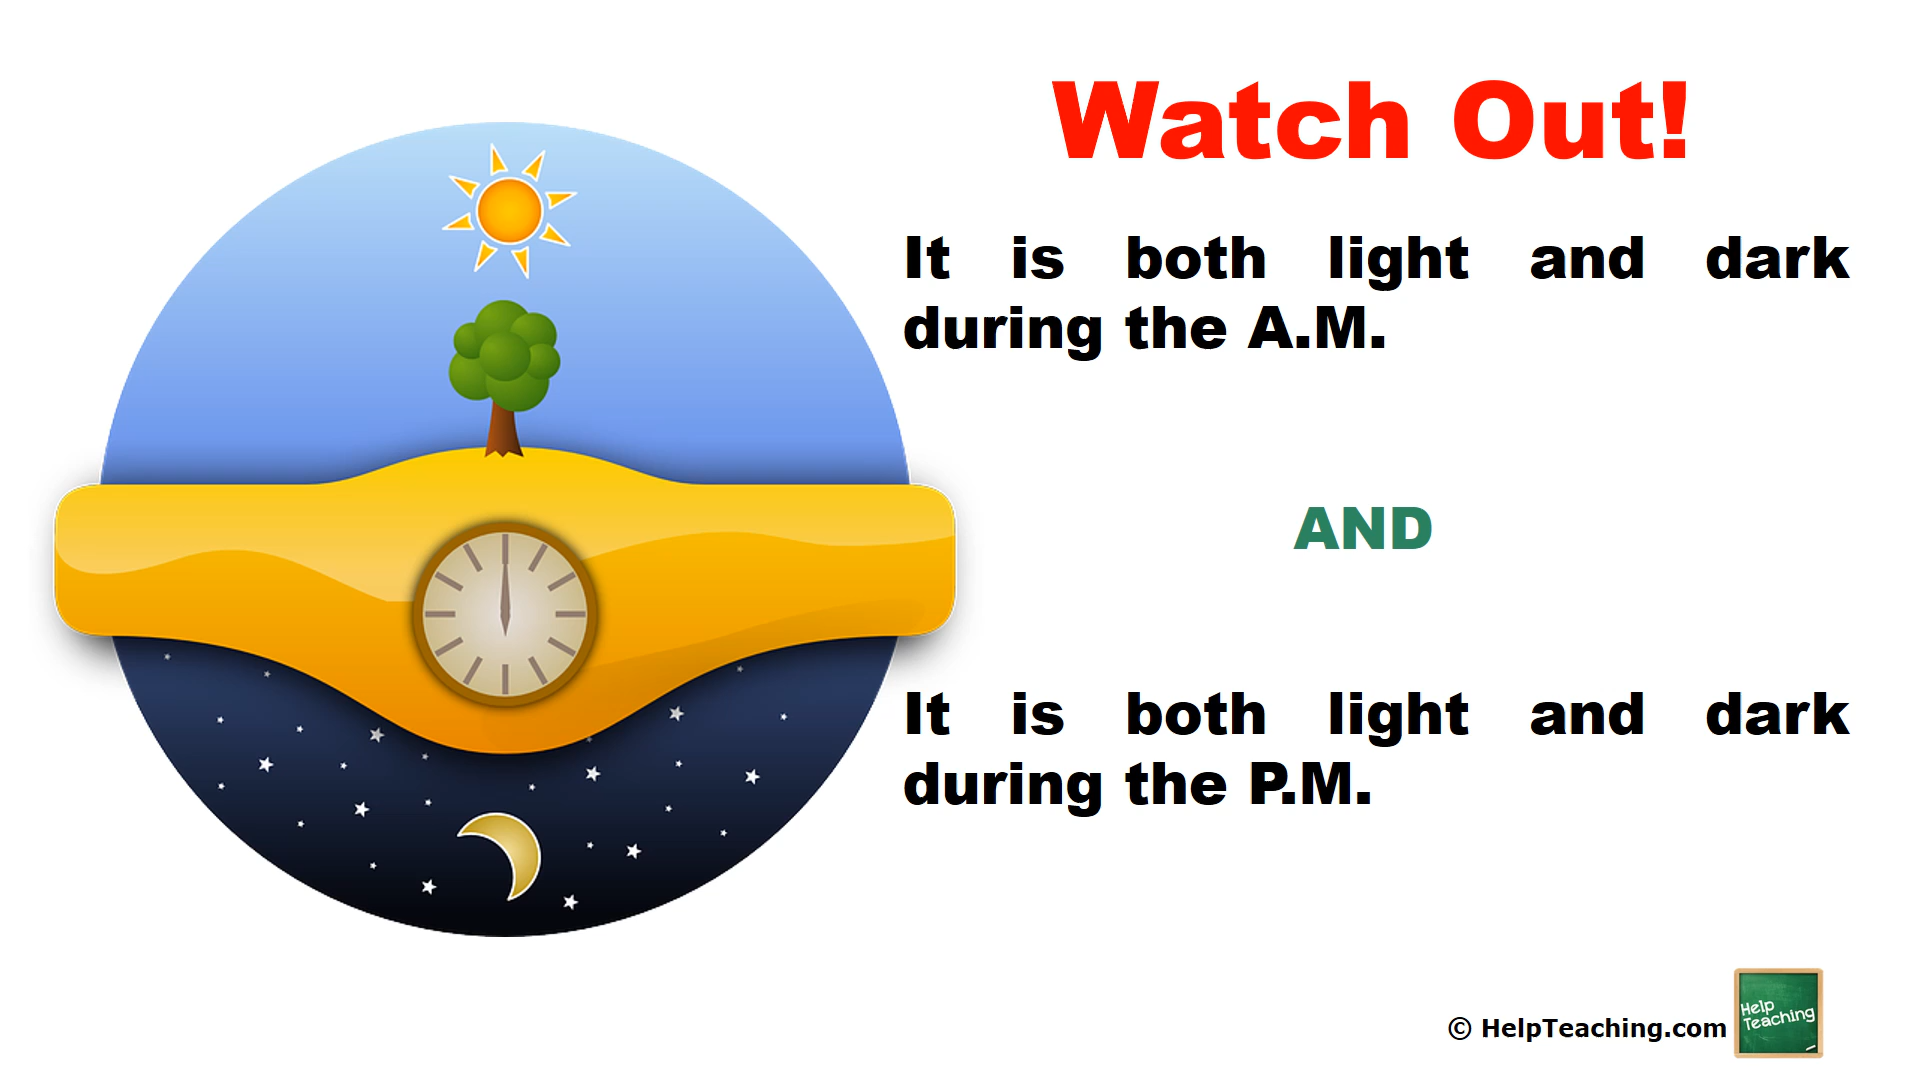 Watch Out!
It is both light and dark
during the A.M.
AND
It is both light and dark
during the P.M.
© HelpTeaching.com
Help
Teaching